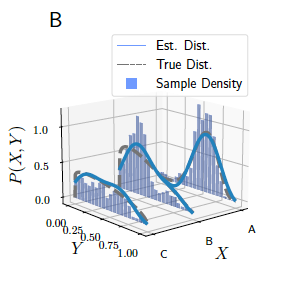 B
Est. Dist.
True Dist.
Sample Density
P(X,Y)
1.0
0.5
0.0
0.00
0.25
0.50
0.75
1.00
Y
C
B
A
X